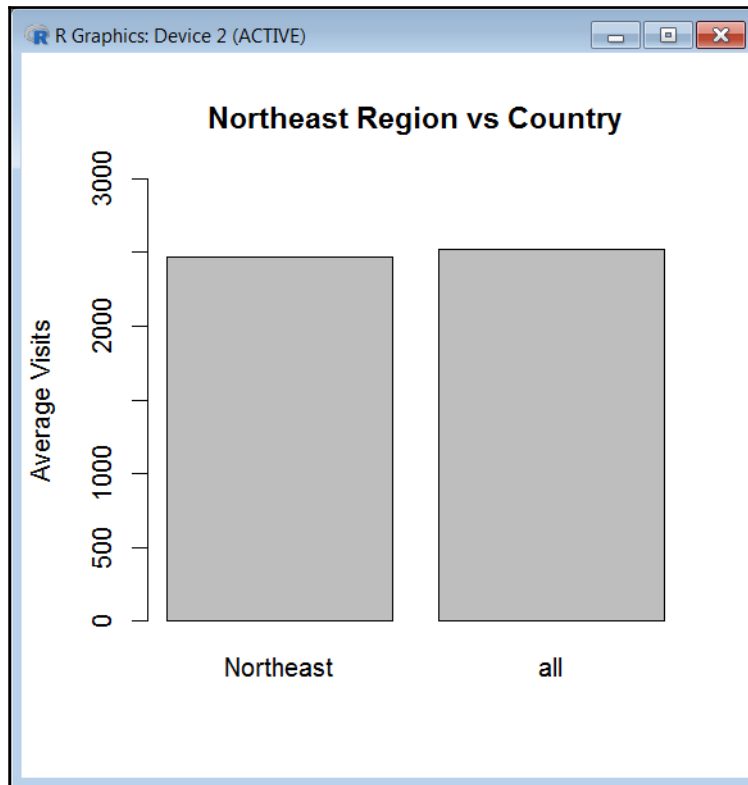 R Graphics: Device 2 (ACTIVE)
Northeast Region vs Country
Average Visits
3000
2000
1000
500
0
Northeast all